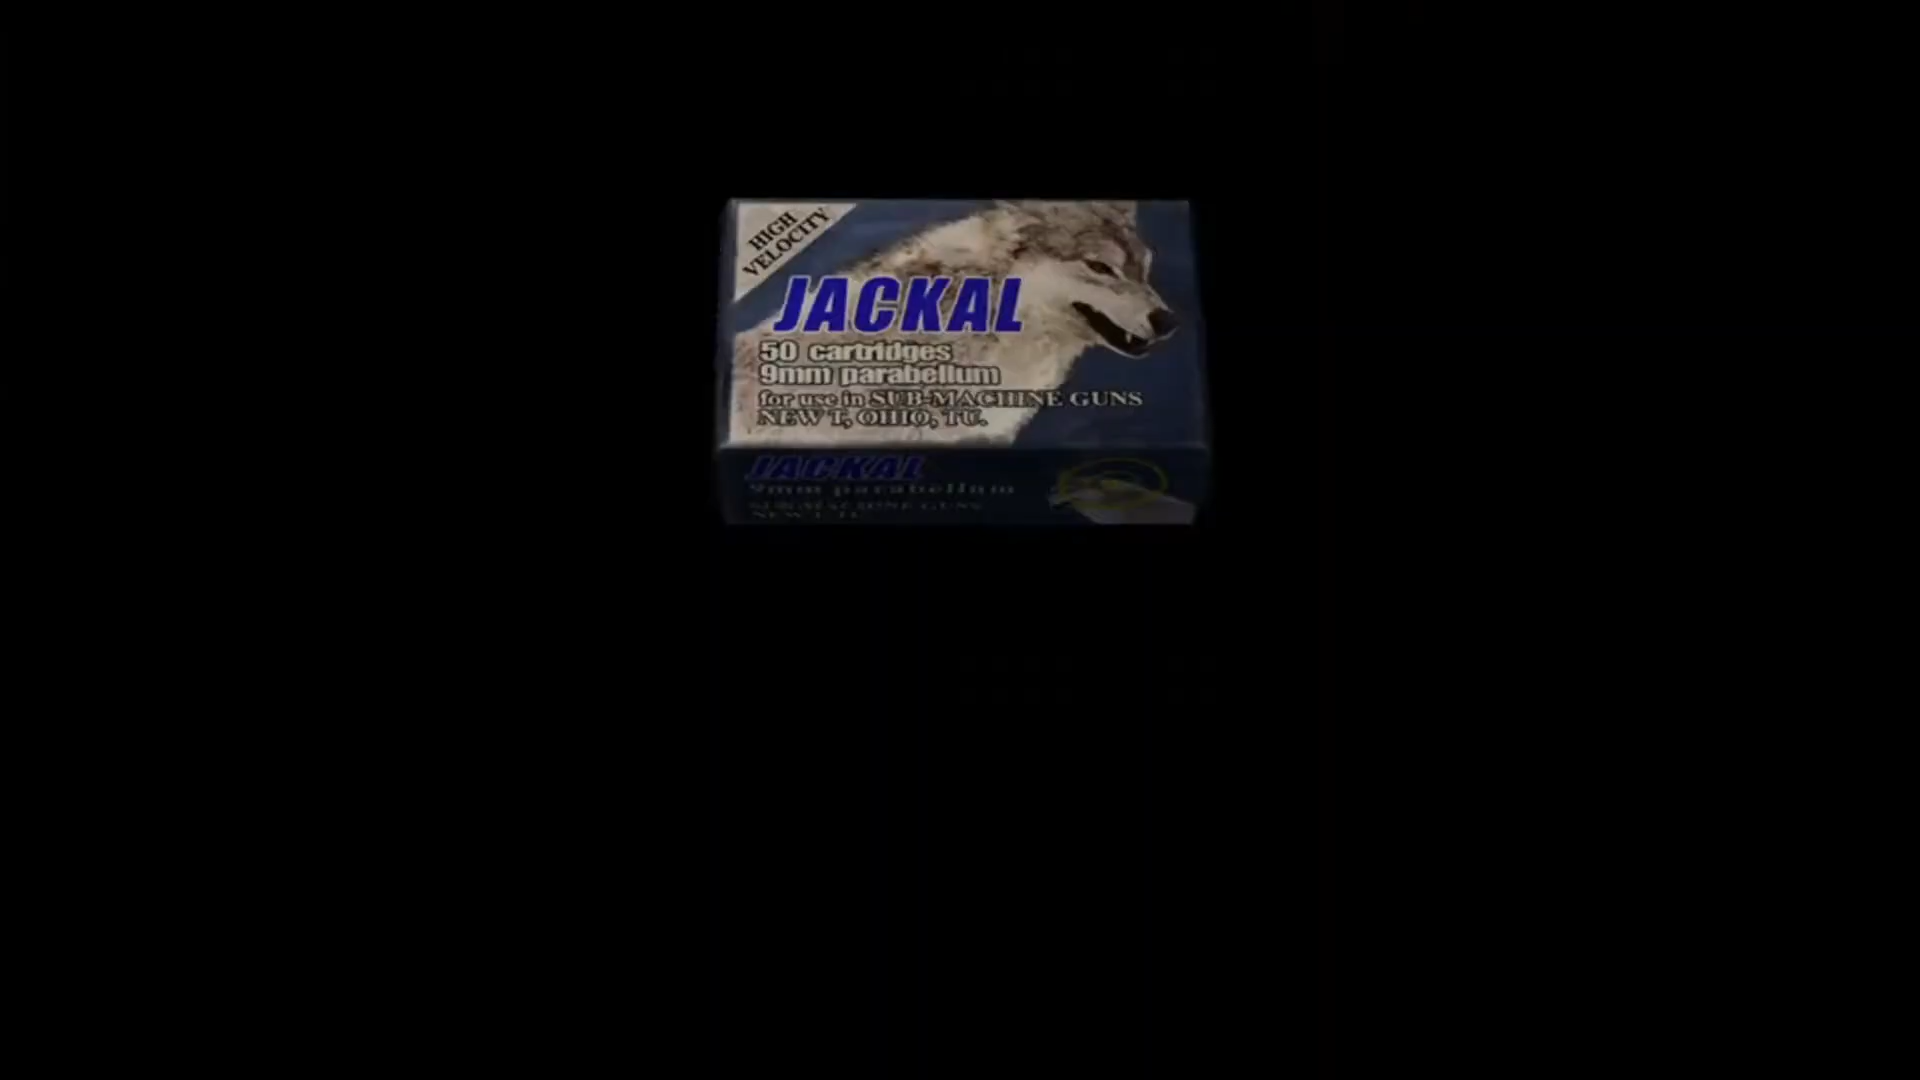 HIGH
VELOCITY
JACKAL
50 cartridges
9mm parabellum
for use in SUB-MACHINE GUNS
NEW T, OHIO, TU.
JACKAL
9mm parabellum